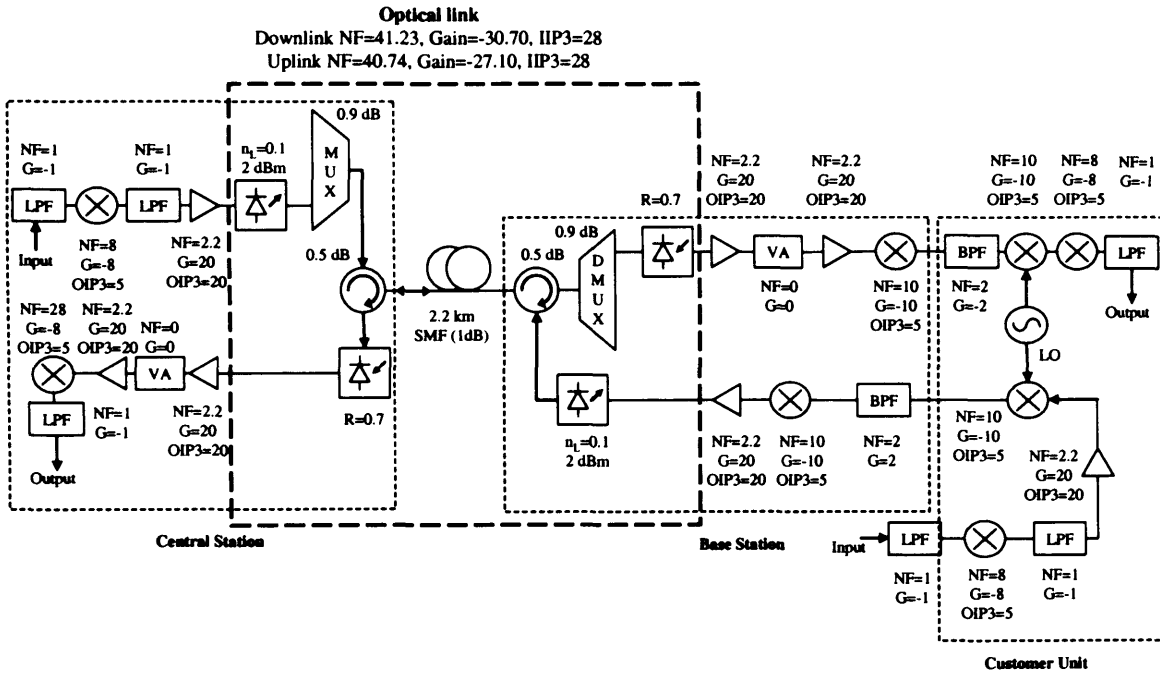 Optical link
Downlink NF=41.23, Gain=-30.70, IIP3=28
Uplink NF=40.74, Gain=-27.10, IIP3=28
0.9 dB
NF=1
G=-1
NF=1
G=-1
n_L=0.1
2 dBm
MUX
LPF
LPF
Input
NF=8
G=-8
OIP3=5
NF=2.2
G=20
OIP3=20
0.5 dB
2.2 km
SMF (1dB)
0.5 dB
0.9 dB
DMUX
R=0.7
NF=2.2
G=20
OIP3=20
NF=2.2
G=20
OIP3=20
VA
NF=0
G=0
NF=10
G=-10
OIP3=5
NF=10
G=-10
OIP3=5
NF=8
G=-8
OIP3=5
NF=1
G=-1
BPF
LPF
NF=2
G=-2
Output
LO
NF=28
G=-8
OIP3=5
NF=2.2
G=20
OIP3=20
NF=0
G=0
VA
LPF
NF=1
G=-1
NF=2.2
G=20
OIP3=20
Output
R=0.7
n_L=0.1
2 dBm
NF=2.2
G=20
OIP3=20
NF=10
G=-10
OIP3=5
BPF
NF=2
G=2
NF=10
G=-10
OIP3=5
NF=2.2
G=20
OIP3=20
Central Station
Base Station
Input
LPF
LPF
NF=1
G=-1
NF=8
G=-8
OIP3=5
NF=1
G=-1
Customer Unit